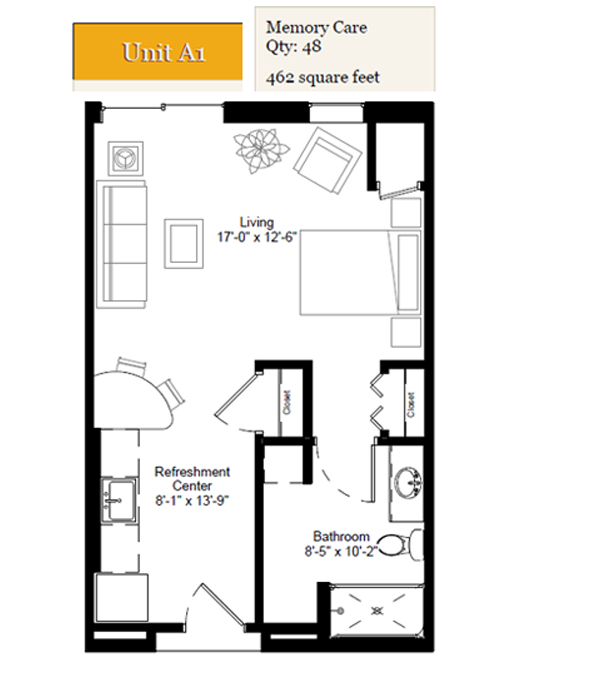 Unit A1
Memory Care
Qty: 48
462 square feet
Living
17'-0" x 12'-6"
Closet
Closet
Refreshment
Center
8'-1" x 13'-9"
Bathroom
8'-5" x 10'-2"